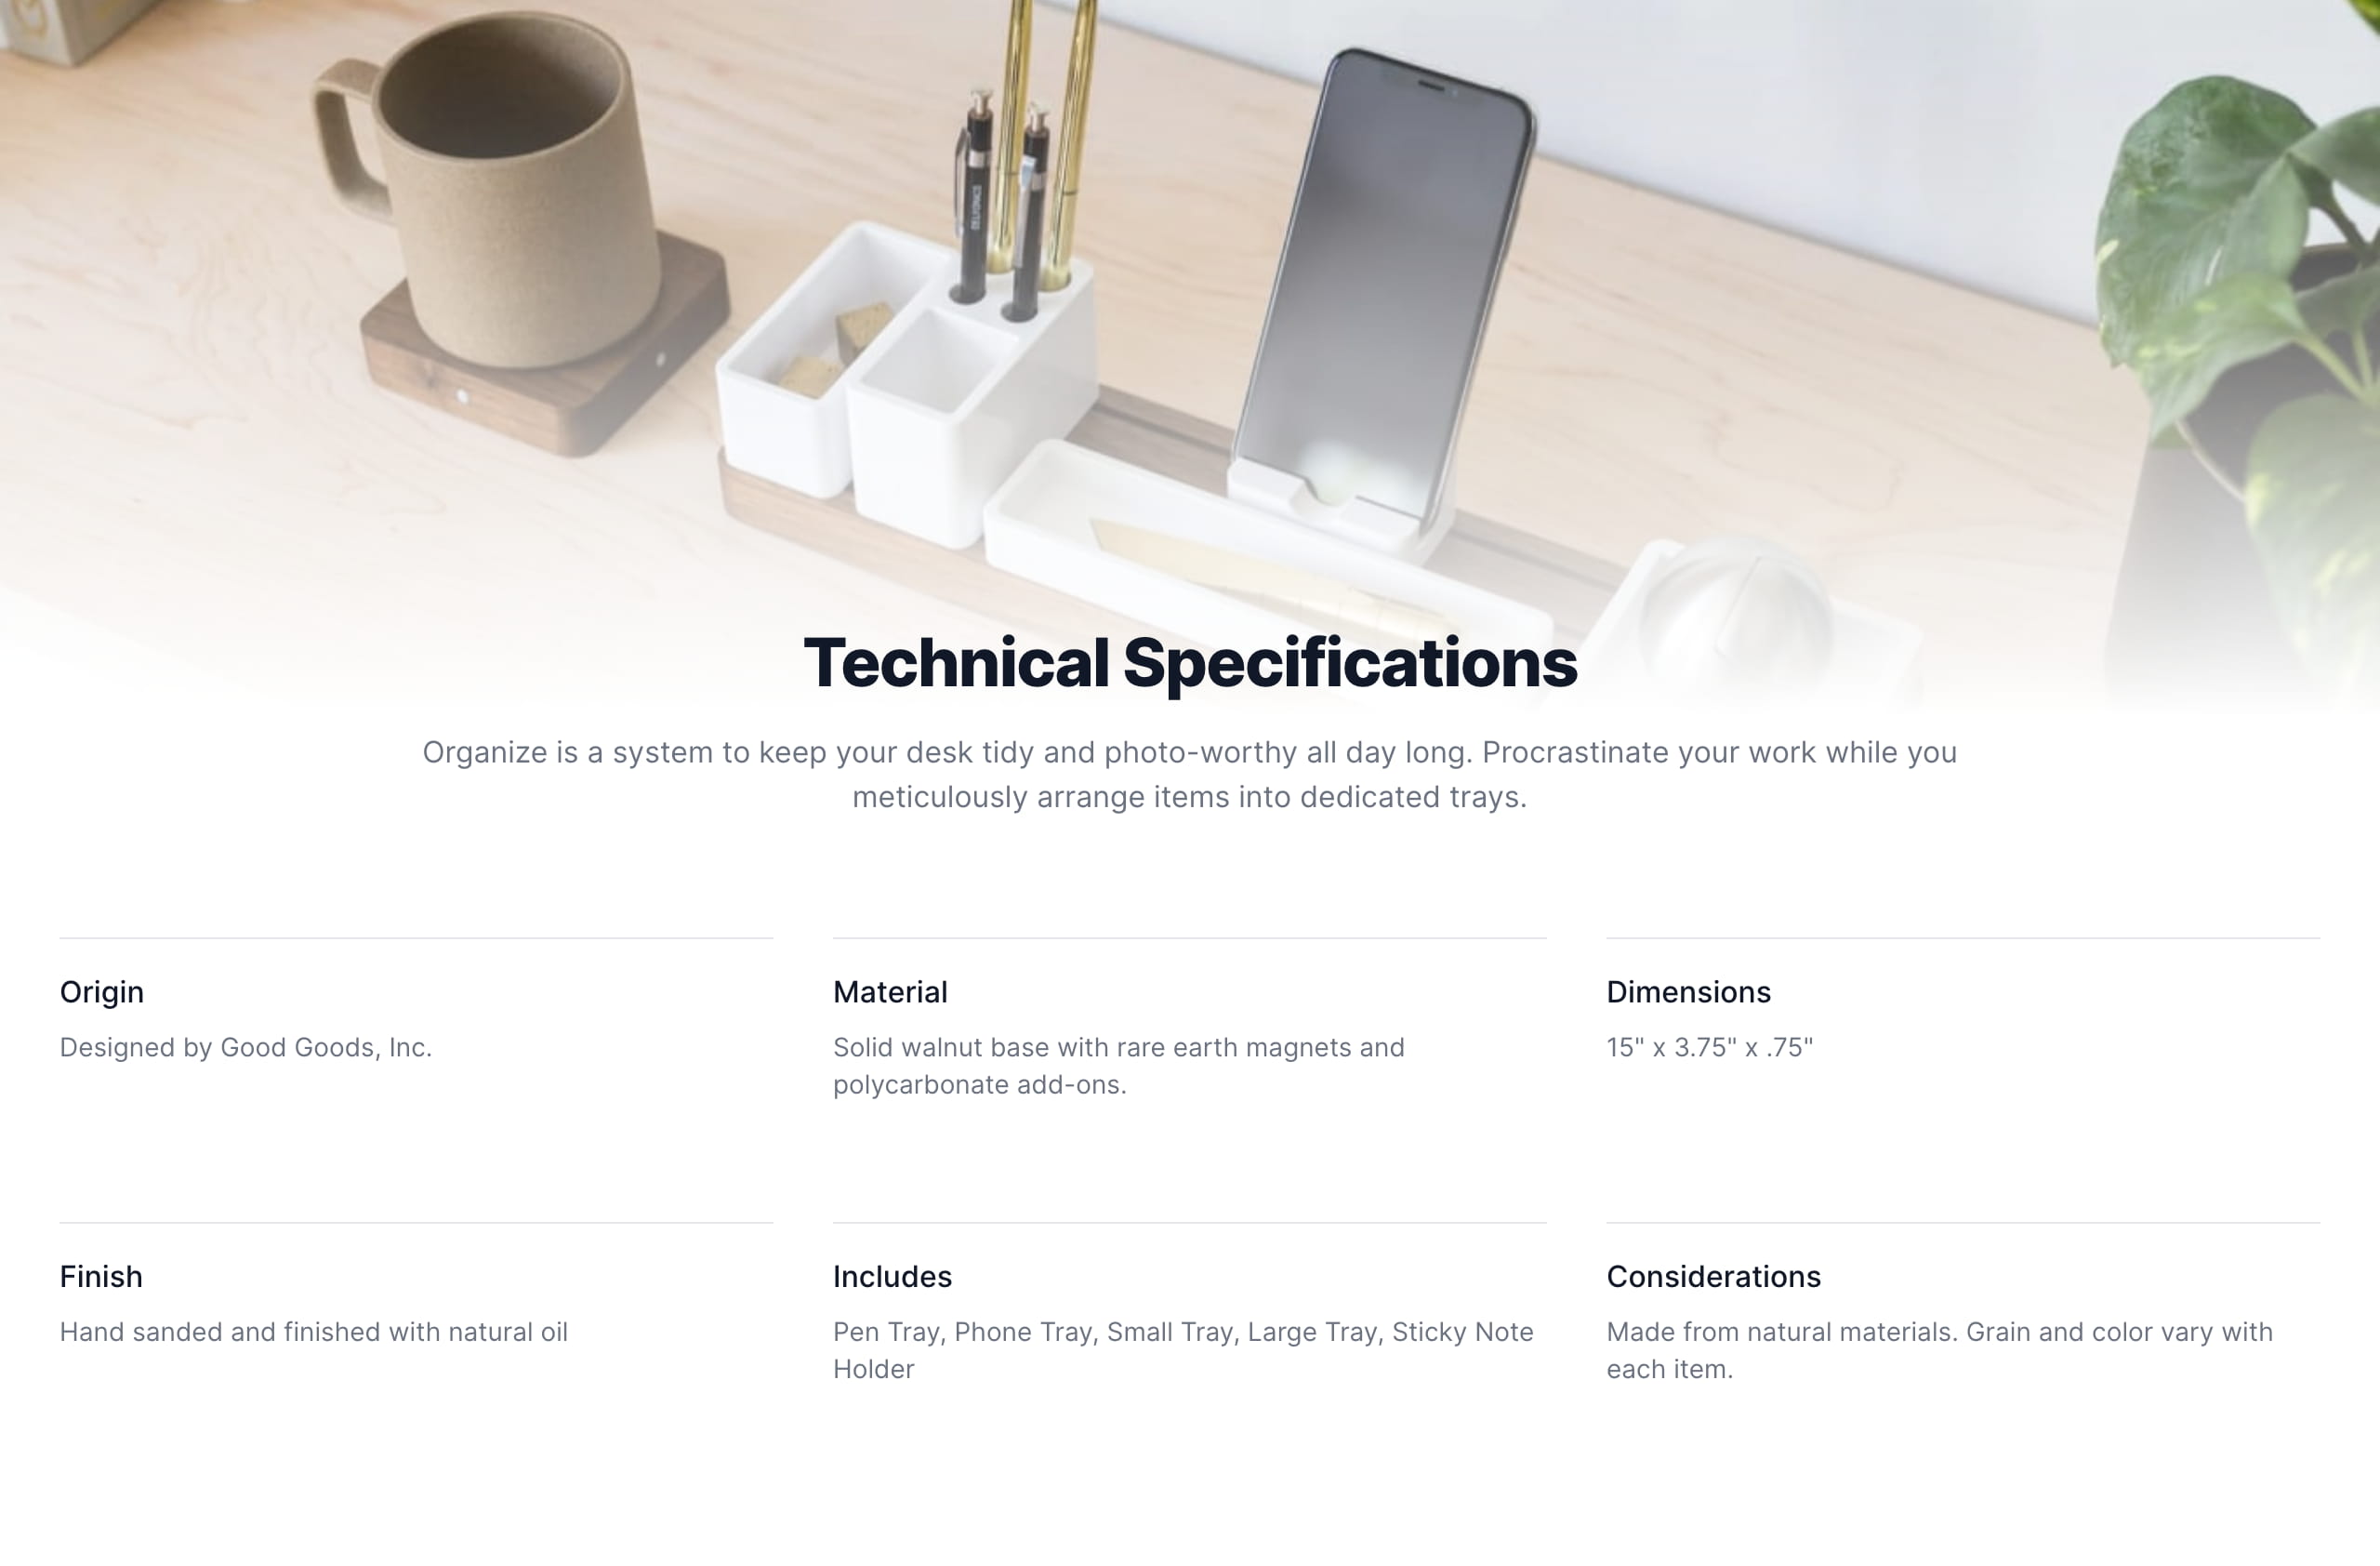 Technical Specifications
Organize is a system to keep your desk tidy and photo-worthy all day long. Procrastinate your work while you
meticulously arrange items into dedicated trays.
Origin
Designed by Good Goods, Inc.
Material
Solid walnut base with rare earth magnets and
polycarbonate add-ons.
Dimensions
15" x 3.75" x .75"
Finish
Hand sanded and finished with natural oil
Includes
Pen Tray, Phone Tray, Small Tray, Large Tray, Sticky Note
Holder
Considerations
Made from natural materials. Grain and color vary with
each item.